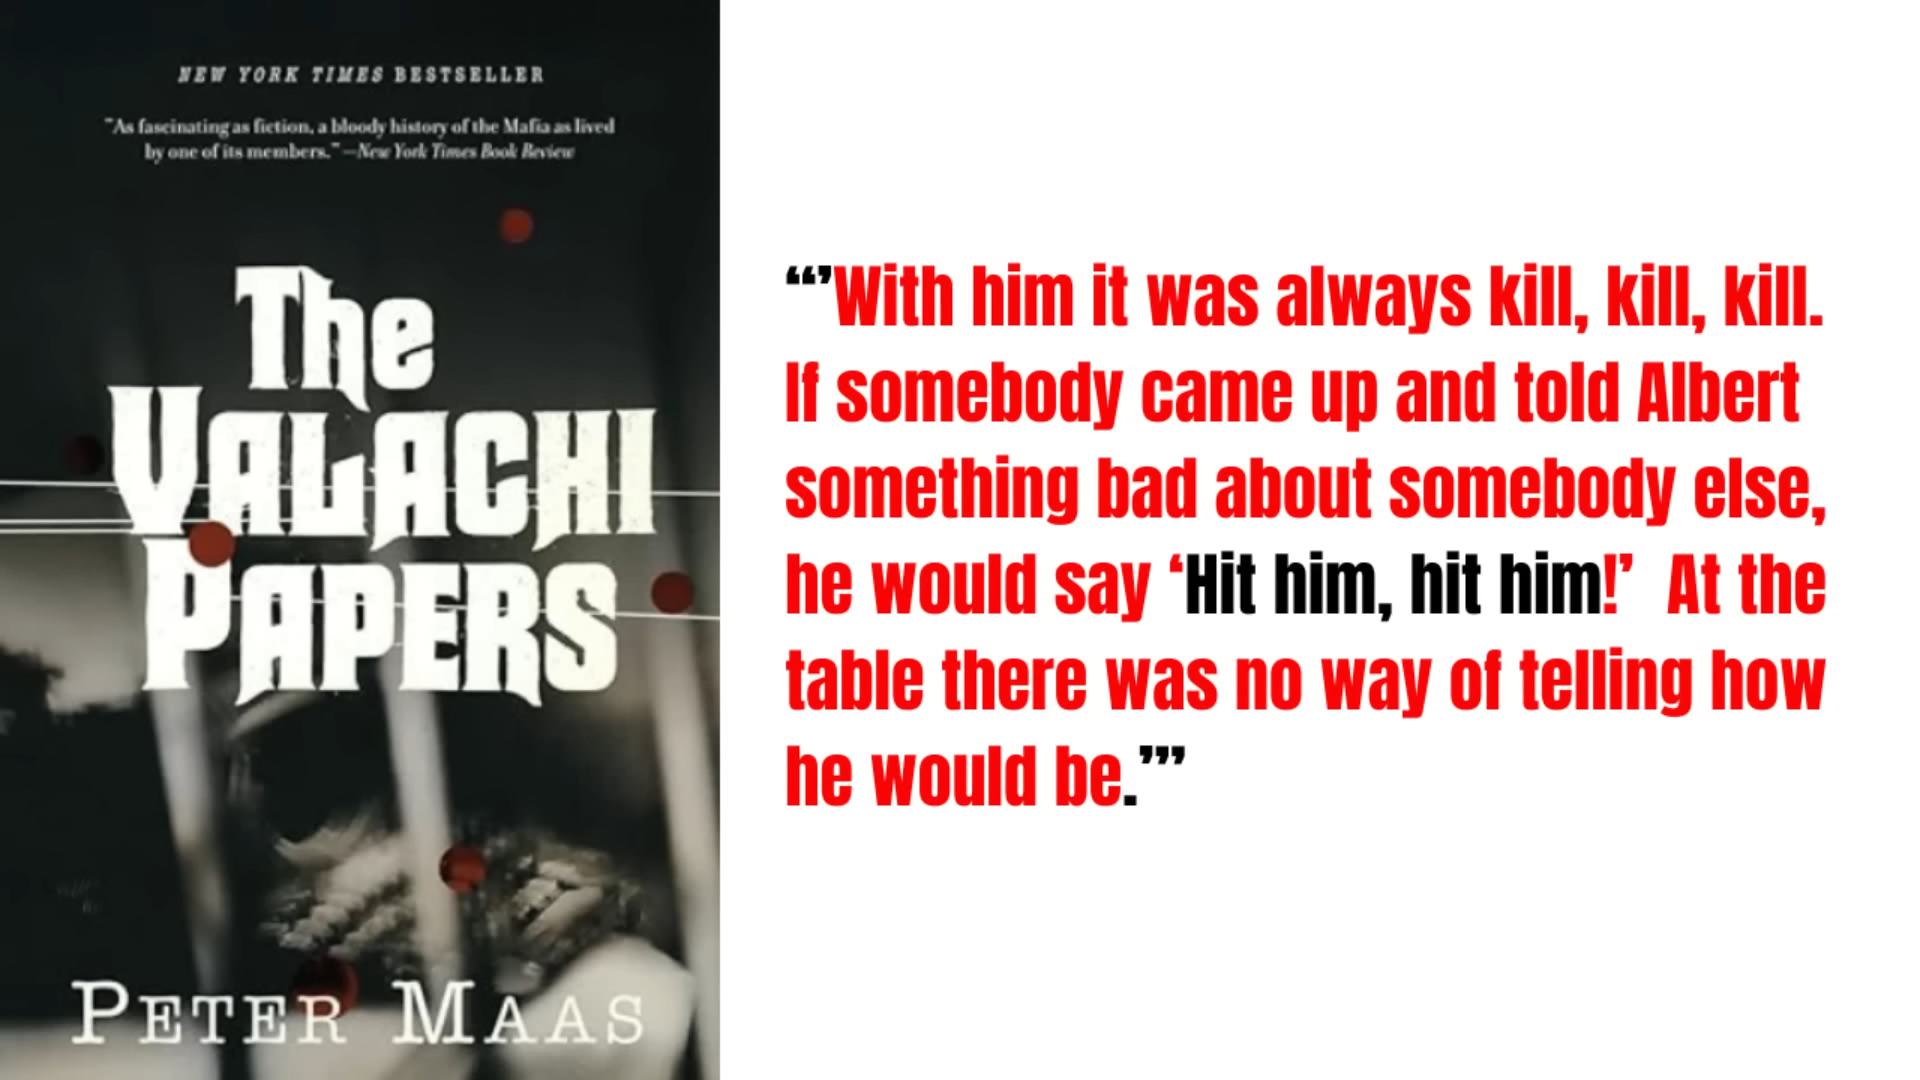 NEW YORK TIMES BESTSELLER
"As fascinating as fiction, a bloody history of the Mafia as lived
by one of its members." —New York Times Book Review
The
VALACHI
PAPERS
PETER MAAS
“’With him it was always kill, kill, kill.
If somebody came up and told Albert
something bad about somebody else,
he would say ‘Hit him, hit him!’ At the
table there was no way of telling how
he would be.’”